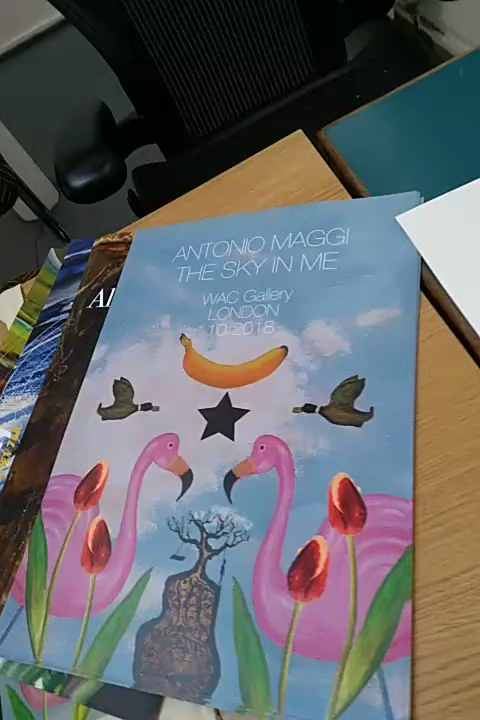 ANTONIO MAGGI
THE SKY IN ME
WAC Gallery
LONDON
10/2018